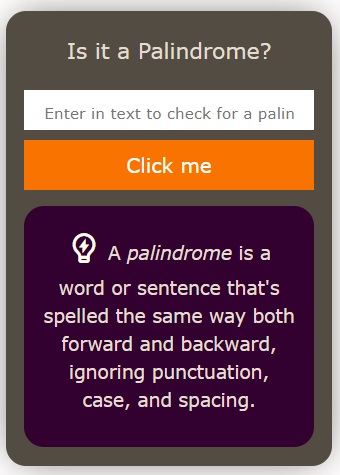 Is it a Palindrome?
Enter in text to check for a palin
Click me
A palindrome is a
word or sentence that's
spelled the same way both
forward and backward,
ignoring punctuation,
case, and spacing.